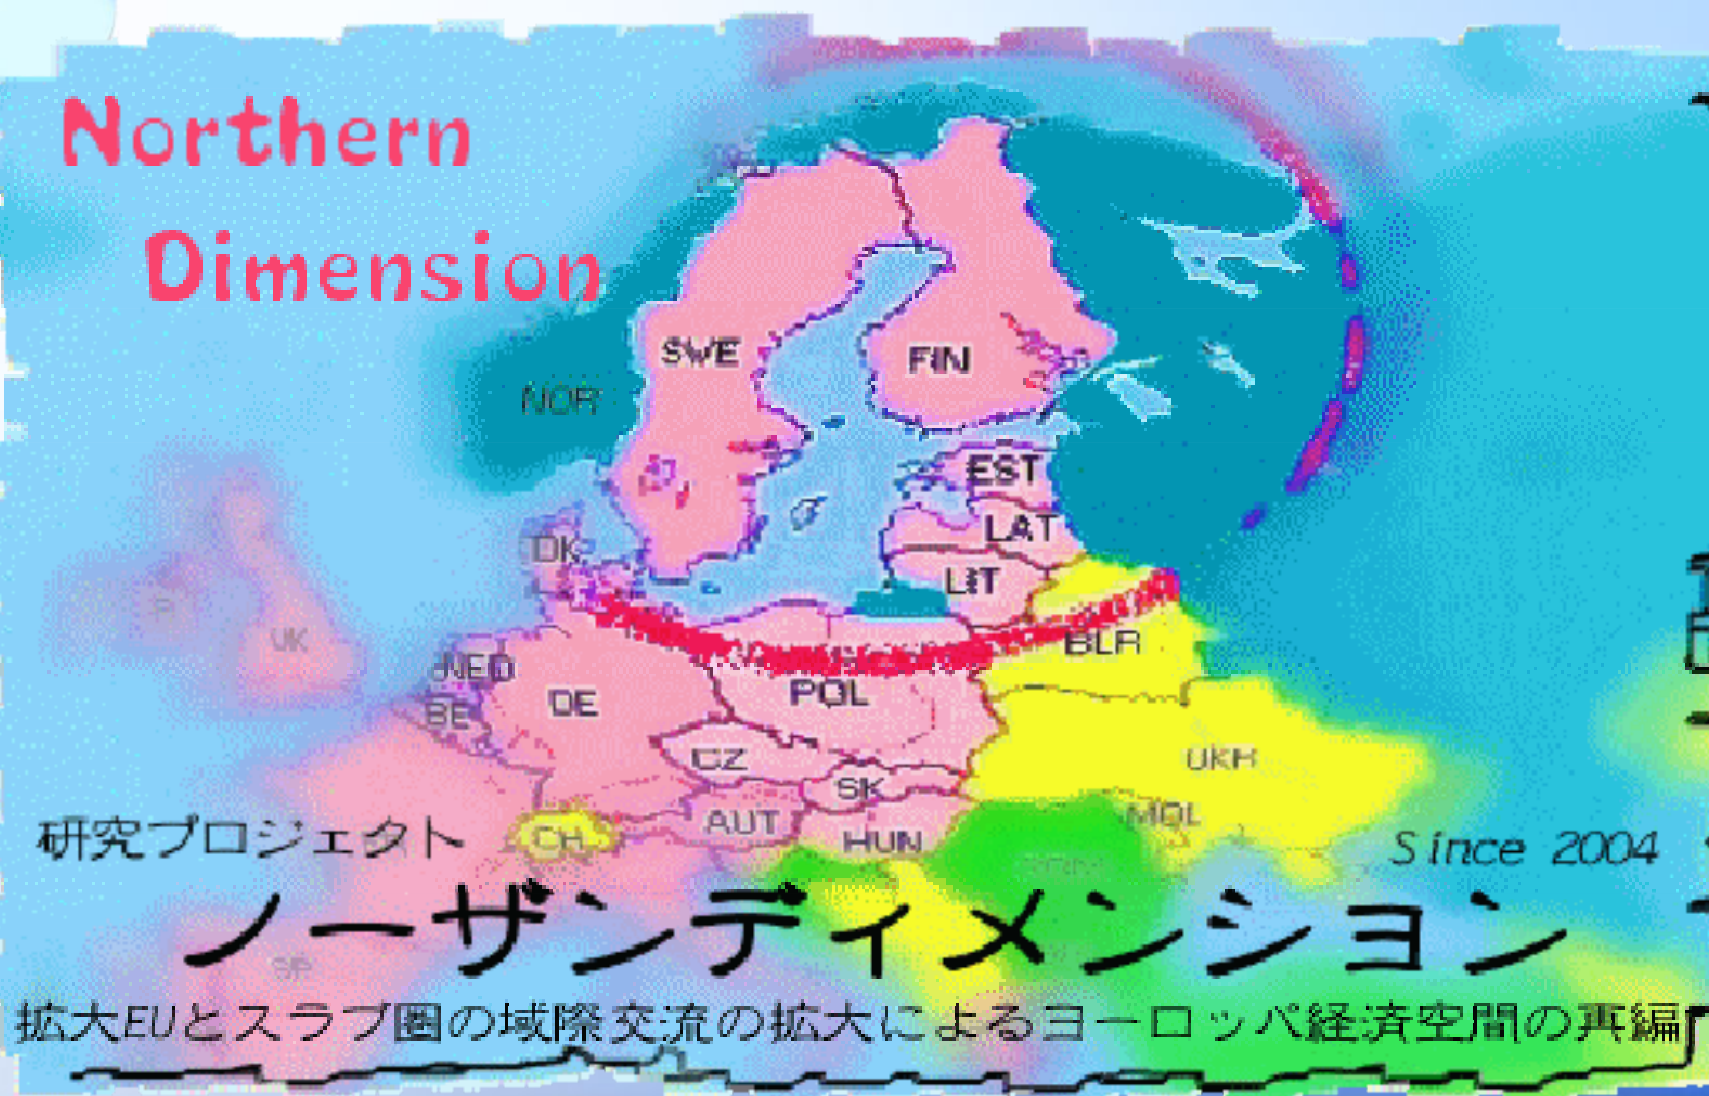 Northern
Dimension
SWE
FIN
NOR
EST
LAT
DK
LIT
UK
BLR
NED
DE
POL
BE
CZ
UKR
SK
MOL
CH
AUT
HUN
研究プロジェクト
Since 2004
ノーザンディメンション
SP
拡大EUとスラブ圏の域際交流の拡大によるヨーロッパ経済空間の再編